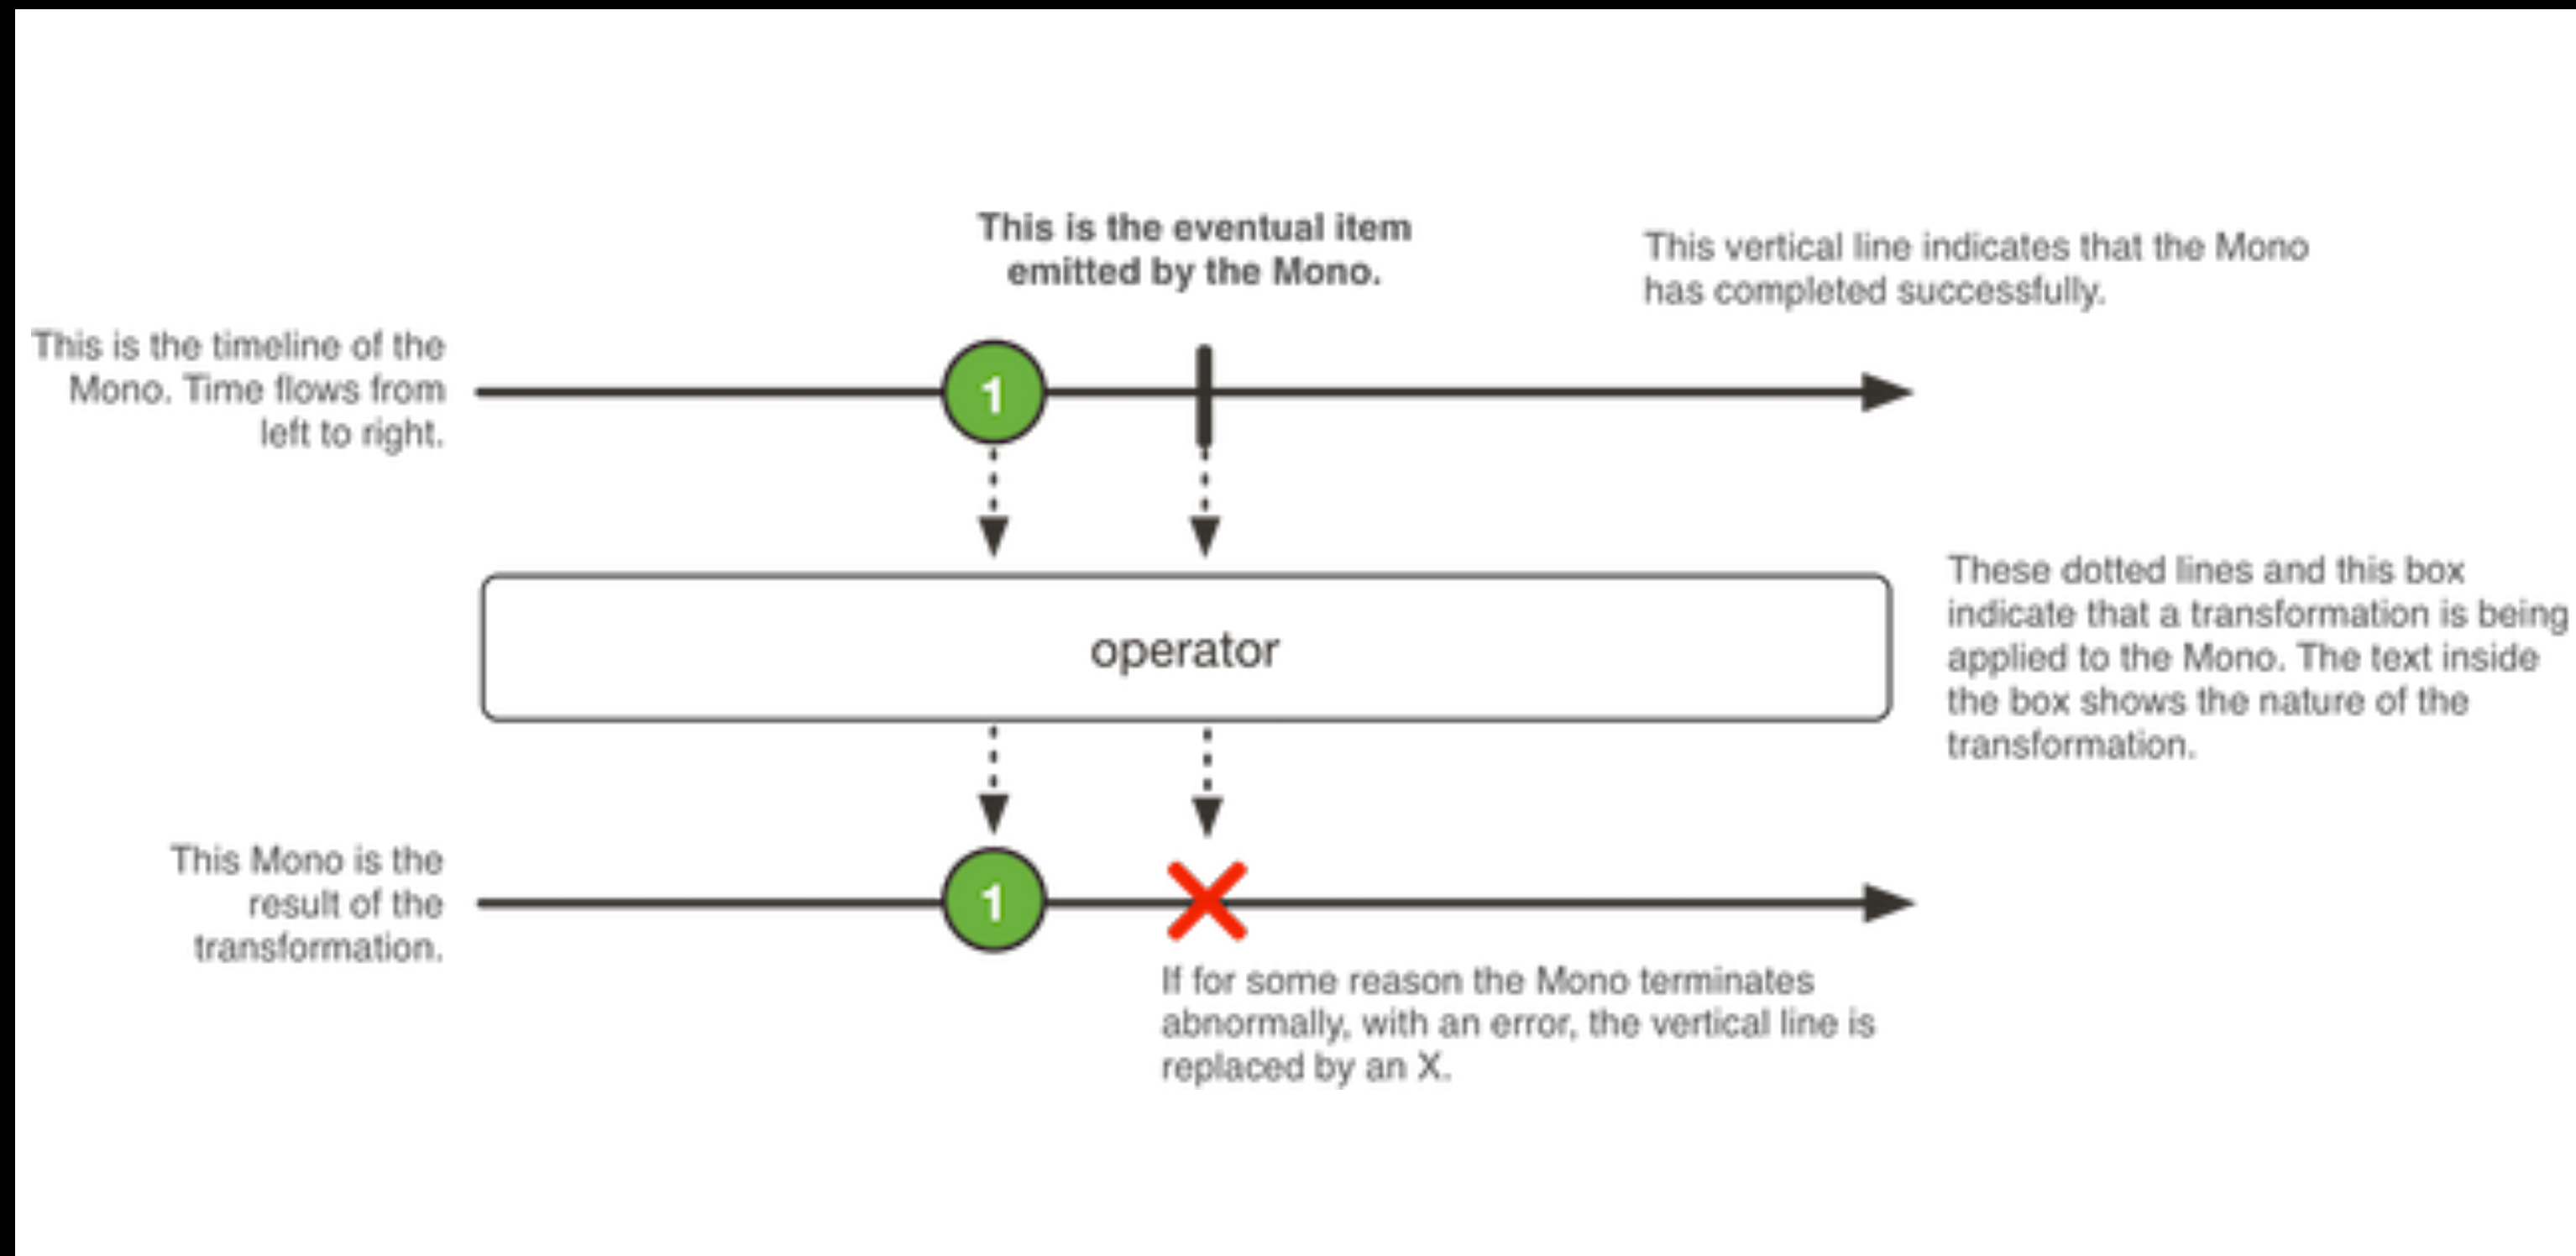 This is the eventual item
emitted by the Mono.
This vertical line indicates that the Mono
has completed successfully.
This is the timeline of the
Mono. Time flows from
left to right.
1
operator
These dotted lines and this box
indicate that a transformation is being
applied to the Mono. The text inside
the box shows the nature of the
transformation.
This Mono is the
result of the
transformation.
1
If for some reason the Mono terminates
abnormally, with an error, the vertical line is
replaced by an X.